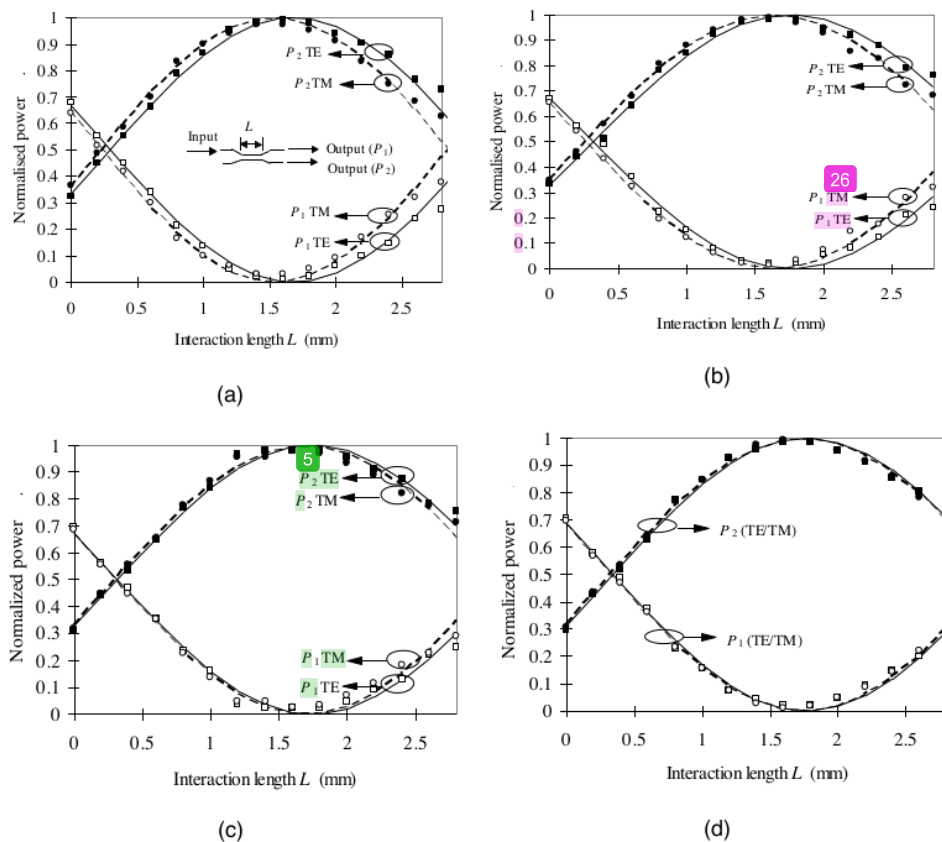 1
0.9
0.8
0.7
0.6
0.5
0.4
0.3
0.2
0.1
0
Normalised power
P2 TE
P2 TM
L
Input
Output (P1)
Output (P2)
P1 TM
P1 TE
0 0.5 1 1.5 2 2.5
Interaction length L (mm)
(a)
1
0.9
0.8
0.7
0.6
0.5
0.4
0.3
0.
0.
0
Normalised power
P2 TE
P2 TM
26
P1 TM
P1 TE
0 0.5 1 1.5 2 2.5
Interaction length L (mm)
(b)
1
0.9
0.8
0.7
0.6
0.5
0.4
0.3
0.2
0.1
0
Normalized power
5
P2 TE
P2 TM
P1 TM
P1 TE
0 0.5 1 1.5 2 2.5
Interaction length L (mm)
(c)
1
0.9
0.8
0.7
0.6
0.5
0.4
0.3
0.2
0.1
0
Normalized power
P2 (TE/TM)
P1 (TE/TM)
0 0.5 1 1.5 2 2.5
Interaction length L (mm)
(d)